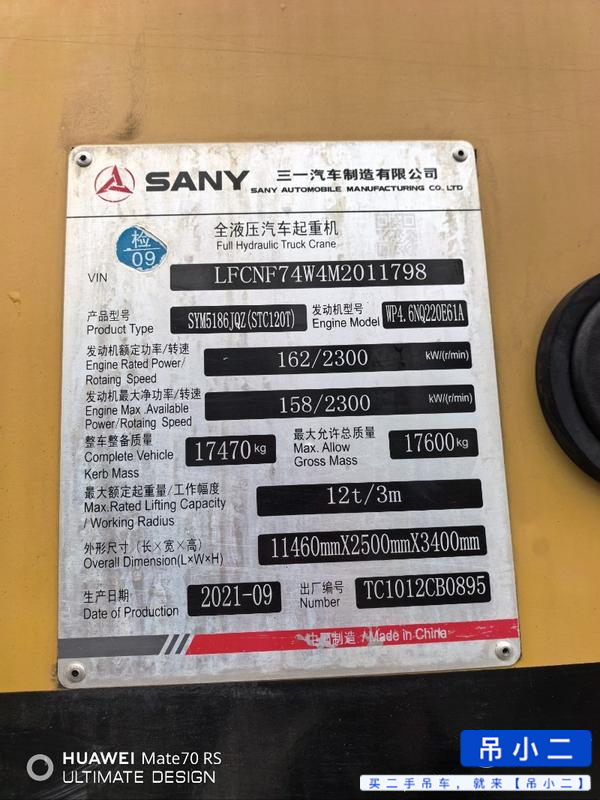 SANY 三一汽车制造有限公司
SANY AUTOMOBILE MANUFACTURING CO., LTD
全液压汽车起重机
Full Hydraulic Truck Crane
检
09
VIN LFCNF74W4M2011798
产品型号 SYM5186JQZ(STC120T) 发动机型号 WP4.6NQ220E61A
Product Type Engine Model
发动机额定功率/转速
Engine Rated Power/ 162/2300 kW/(r/min)
Rotaing Speed
发动机最大净功率/转速
Engine Max .Available 158/2300 kW/(r/min)
Power/Rotaing Speed
整车整备质量 最大允许总质量
Complete Vehicle 17470kg Max. Allow 17600kg
Kerb Mass Gross Mass
最大额定起重量/工作幅度
Max.Rated Lifting Capacity 12t/3m
/ Working Radius
外形尺寸（长×宽×高） 11460mmX2500mmX3400mm
Overall Dimension(L×W×H)
生产日期 2021-09 出厂编号 TC1012CB0895
Date of Production Number
中国制造 / Made in China
HUAWEI Mate70 RS
ULTIMATE DESIGN
吊小二
买二手吊车，就来【吊小二】